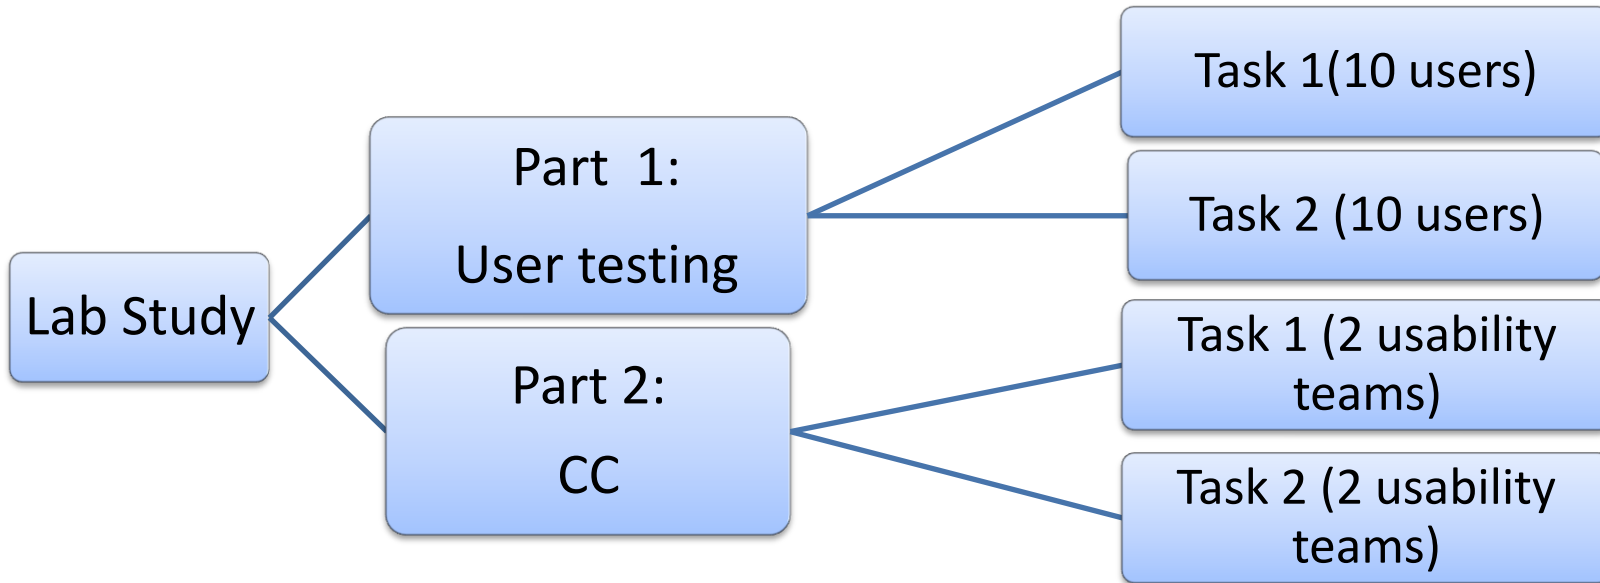 Lab Study
Part 1:
User testing
Part 2:
CC
Task 1(10 users)
Task 2 (10 users)
Task 1 (2 usability
teams)
Task 2 (2 usability
teams)